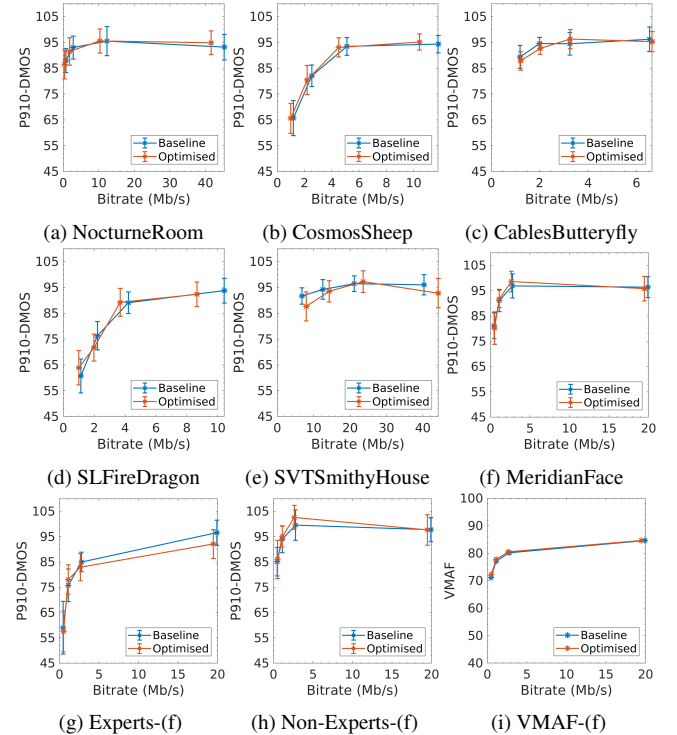 105
95
85
75
65
55
45
P910-DMOS
Baseline
Optimised
0 10 20 30 40
Bitrate (Mb/s)
(a) NocturneRoom
105
95
85
75
65
55
45
P910-DMOS
Baseline
Optimised
0 2 4 6 8 10
Bitrate (Mb/s)
(b) CosmosSheep
105
95
85
75
65
55
45
P910-DMOS
Baseline
Optimised
0 2 4 6
Bitrate (Mb/s)
(c) CablesButteryfly
105
95
85
75
65
55
45
P910-DMOS
Baseline
Optimised
0 2 4 6 8 10
Bitrate (Mb/s)
(d) SLFireDragon
105
95
85
75
65
55
45
P910-DMOS
Baseline
Optimised
0 10 20 30 40
Bitrate (Mb/s)
(e) SVTSmithyHouse
105
95
85
75
65
55
45
P910-DMOS
Baseline
Optimised
0 5 10 15 20
Bitrate (Mb/s)
(f) MeridianFace
105
95
85
75
65
55
45
P910-DMOS
Baseline
Optimised
0 5 10 15 20
Bitrate (Mb/s)
(g) Experts-(f)
105
95
85
75
65
55
45
P910-DMOS
Baseline
Optimised
0 5 10 15 20
Bitrate (Mb/s)
(h) Non-Experts-(f)
100
90
80
70
60
50
40
VMAF
Baseline
Optimised
0 5 10 15 20
Bitrate (Mb/s)
(i) VMAF-(f)